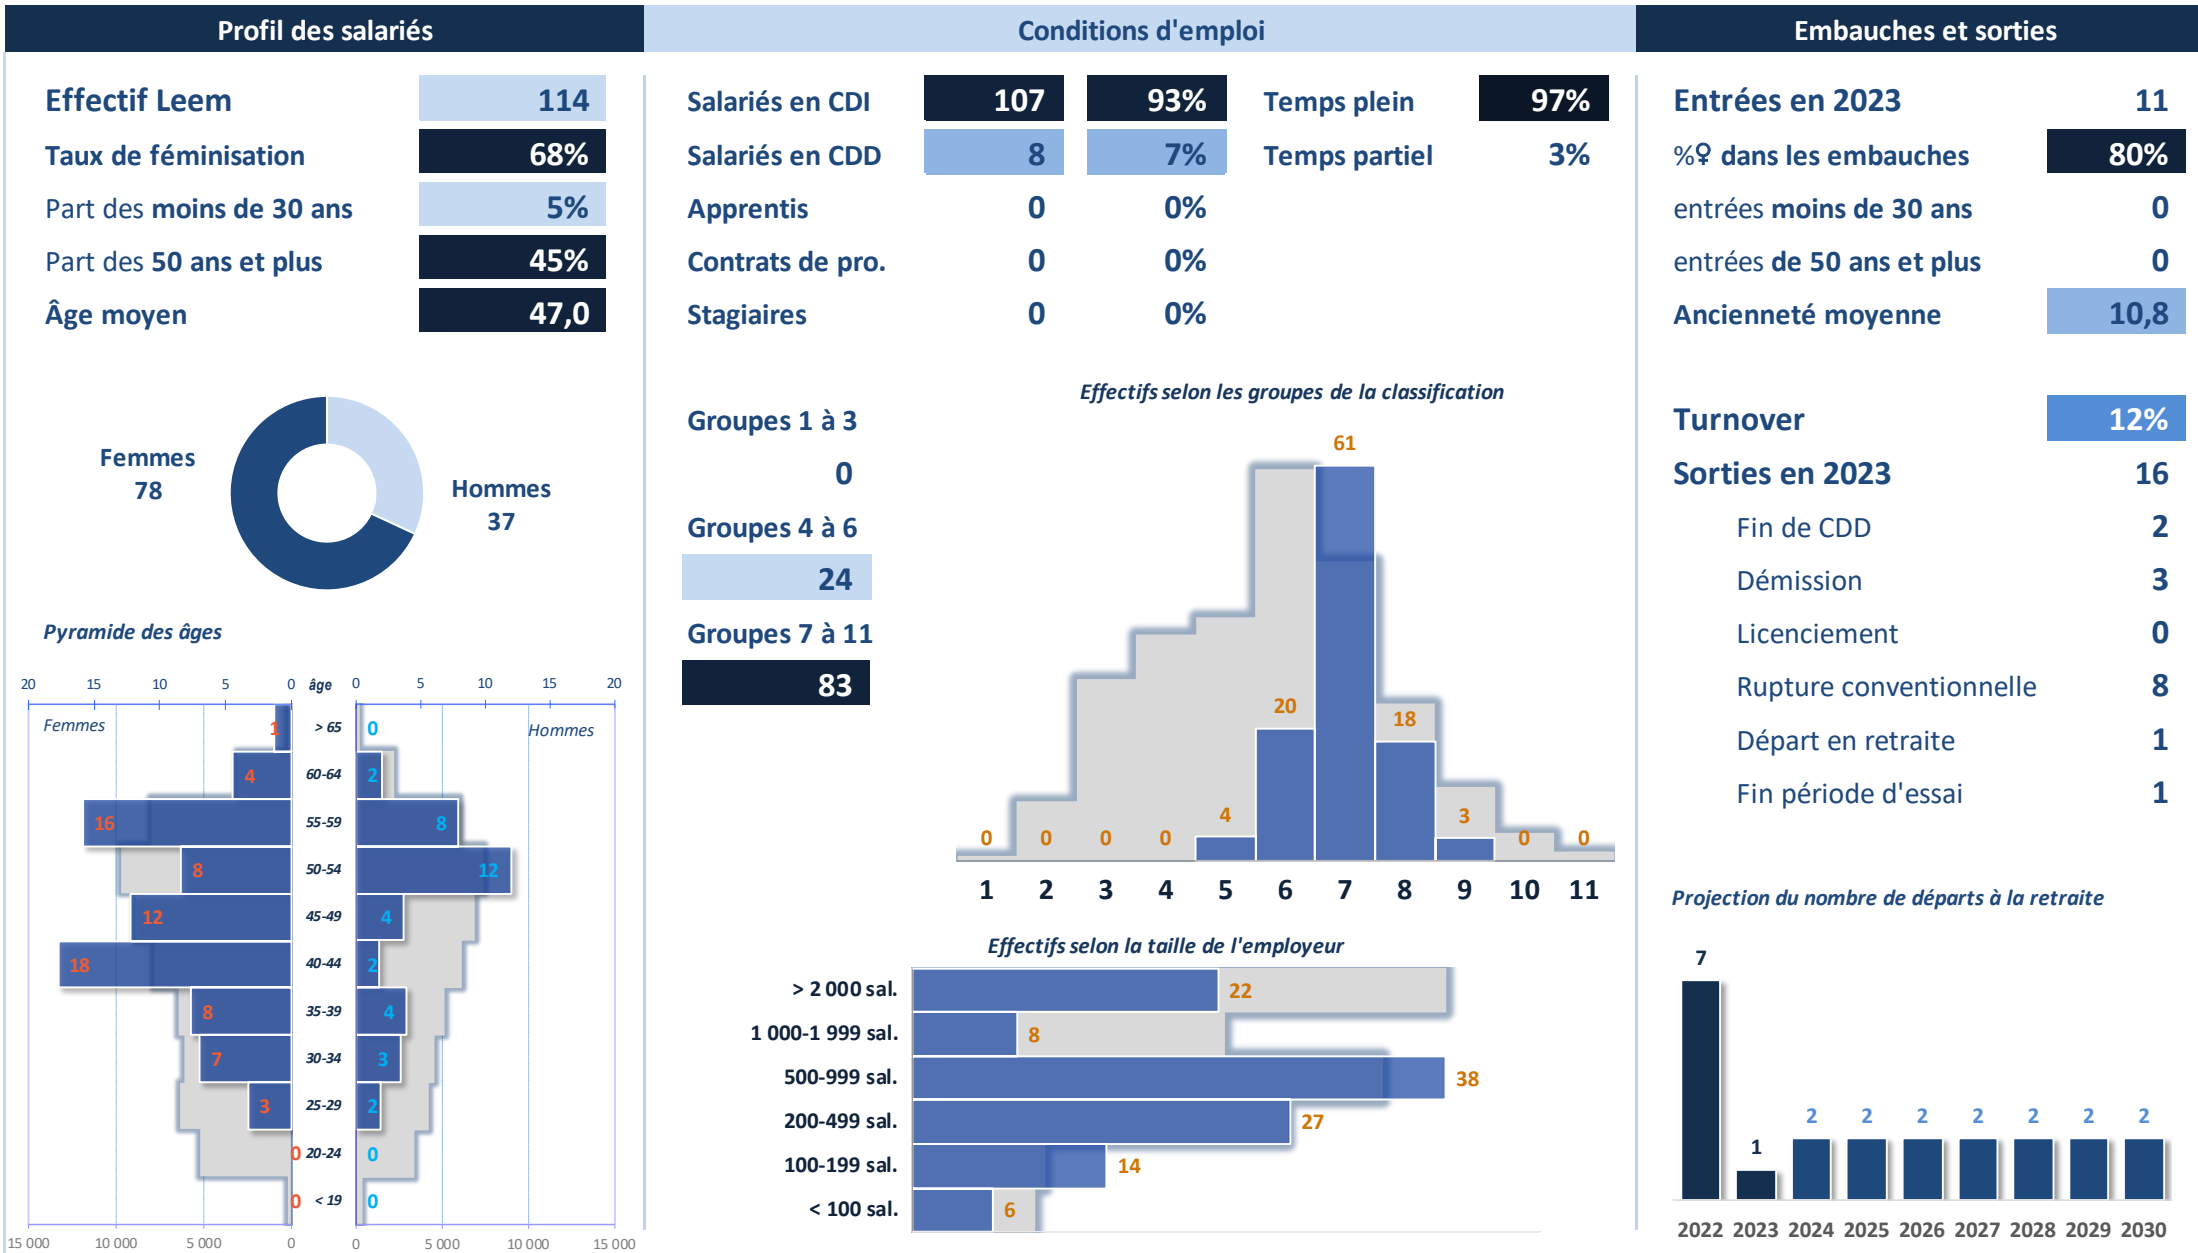 Profil des salariés
Effectif Leem 114
Taux de féminisation 68%
Part des moins de 30 ans 5%
Part des 50 ans et plus 45%
Âge moyen 47,0
Femmes
78
Hommes
37
Pyramide des âges
20 15 10 5 0 âge 0 5 10 15 20
Femmes Hommes
1 > 65 0
4 60-64 2
16 55-59 8
8 50-54 12
12 45-49 4
18 40-44 2
8 35-39 4
7 30-34 3
3 25-29 2
0 20-24 0
0 < 19 0
15 000 10 000 5 000 0 0 5 000 10 000 15 000
Conditions d'emploi
Salariés en CDI 107 93% Temps plein 97%
Salariés en CDD 8 7% Temps partiel 3%
Apprentis 0 0%
Contrats de pro. 0 0%
Stagiaires 0 0%
Groupes 1 à 3
0
Groupes 4 à 6
24
Groupes 7 à 11
83
Effectifs selon les groupes de la classification
0 0 0 0 4 20 61 18 3 0 0
1 2 3 4 5 6 7 8 9 10 11
Effectifs selon la taille de l'employeur
> 2 000 sal. 22
1 000-1 999 sal. 8
500-999 sal. 38
200-499 sal. 27
100-199 sal. 14
< 100 sal. 6
Embauches et sorties
Entrées en 2023 11
%♀ dans les embauches 80%
entrées moins de 30 ans 0
entrées de 50 ans et plus 0
Ancienneté moyenne 10,8
Turnover 12%
Sorties en 2023 16
Fin de CDD 2
Démission 3
Licenciement 0
Rupture conventionnelle 8
Départ en retraite 1
Fin période d'essai 1
Projection du nombre de départs à la retraite
7 1 2 2 2 2 2 2 2
2022 2023 2024 2025 2026 2027 2028 2029 2030